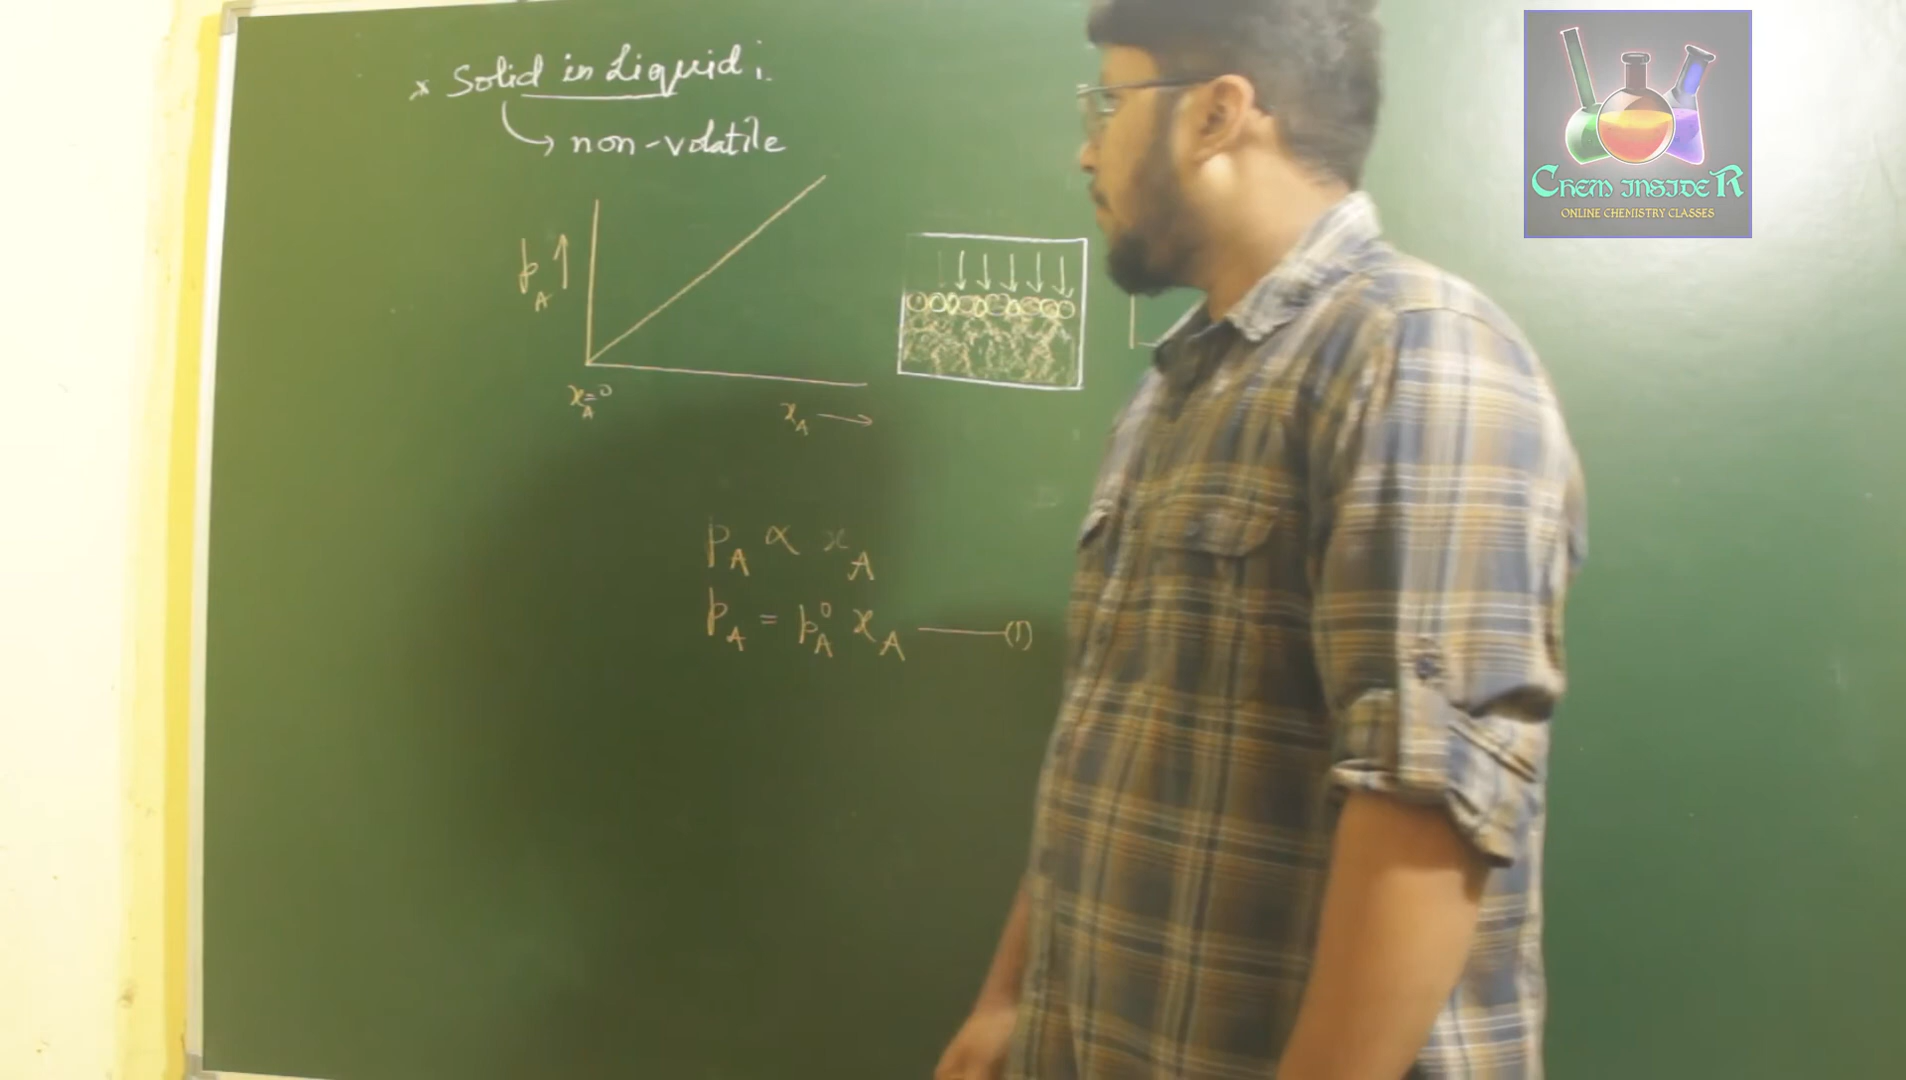 * Solid in Liquid :
↳ non-volatile
p_A ↑
x_A = 0
x_A →
p_A ∝ x_A
p_A = p_A^0 x_A ——— (1)
CHEM INSIDER
ONLINE CHEMISTRY CLASSES